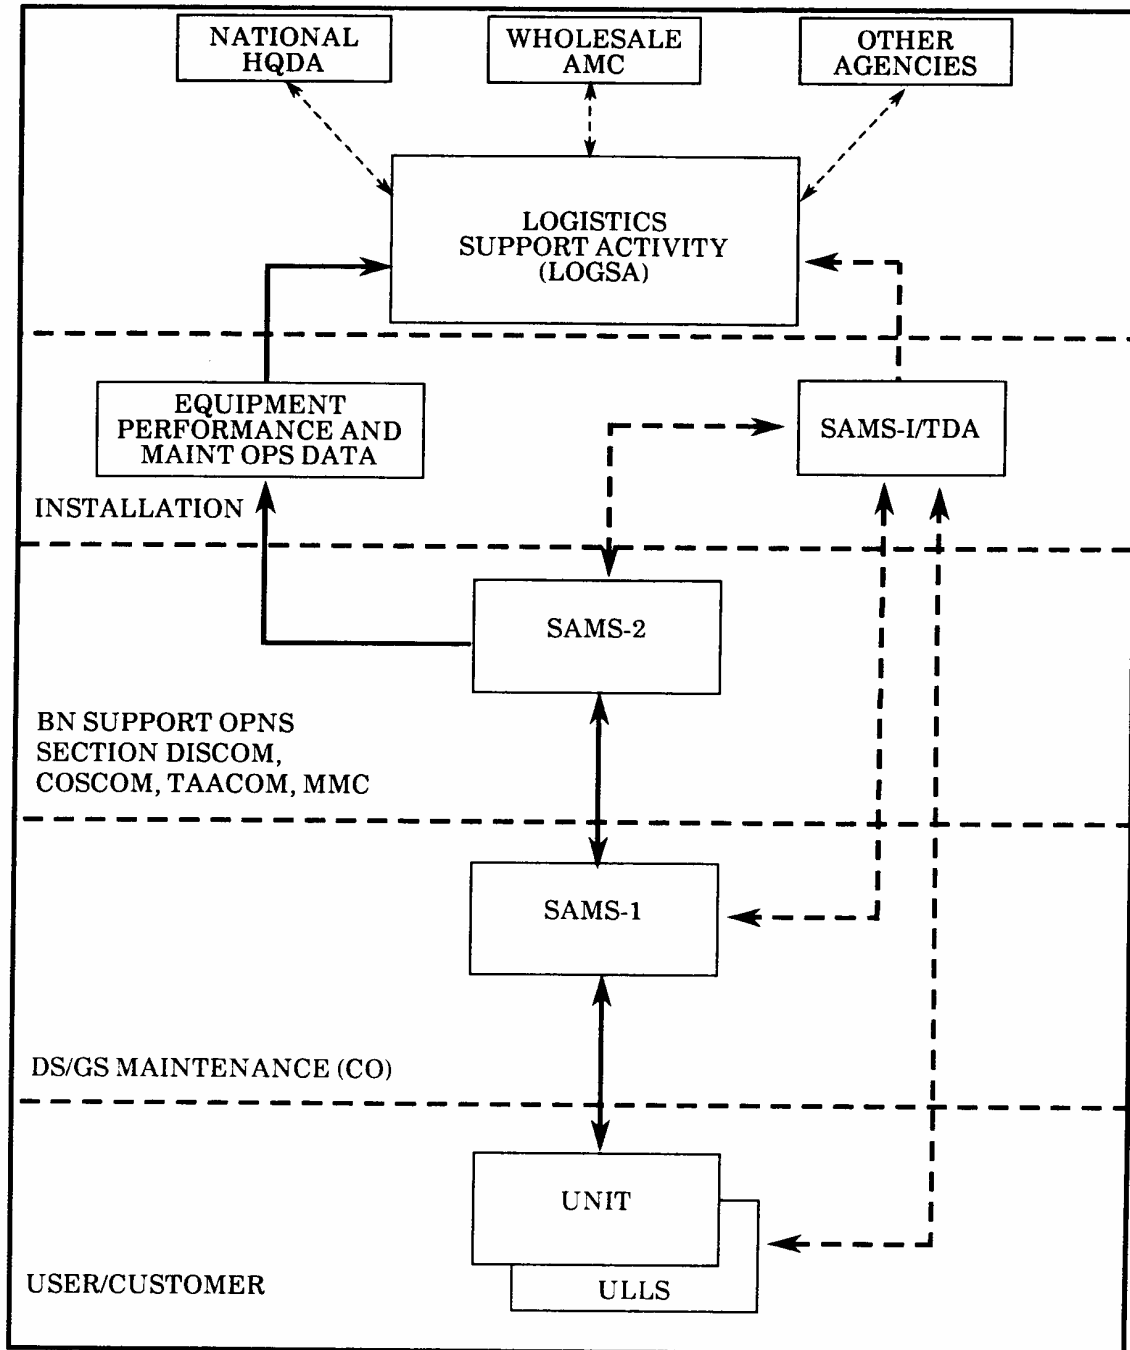 NATIONAL
HQDA
WHOLESALE
AMC
OTHER
AGENCIES
LOGISTICS
SUPPORT ACTIVITY
(LOGSA)
EQUIPMENT
PERFORMANCE AND
MAINT OPS DATA
SAMS-I/TDA
INSTALLATION
SAMS-2
BN SUPPORT OPNS
SECTION DISCOM,
COSCOM, TAACOM, MMC
SAMS-1
DS/GS MAINTENANCE (CO)
UNIT
ULLS
USER/CUSTOMER